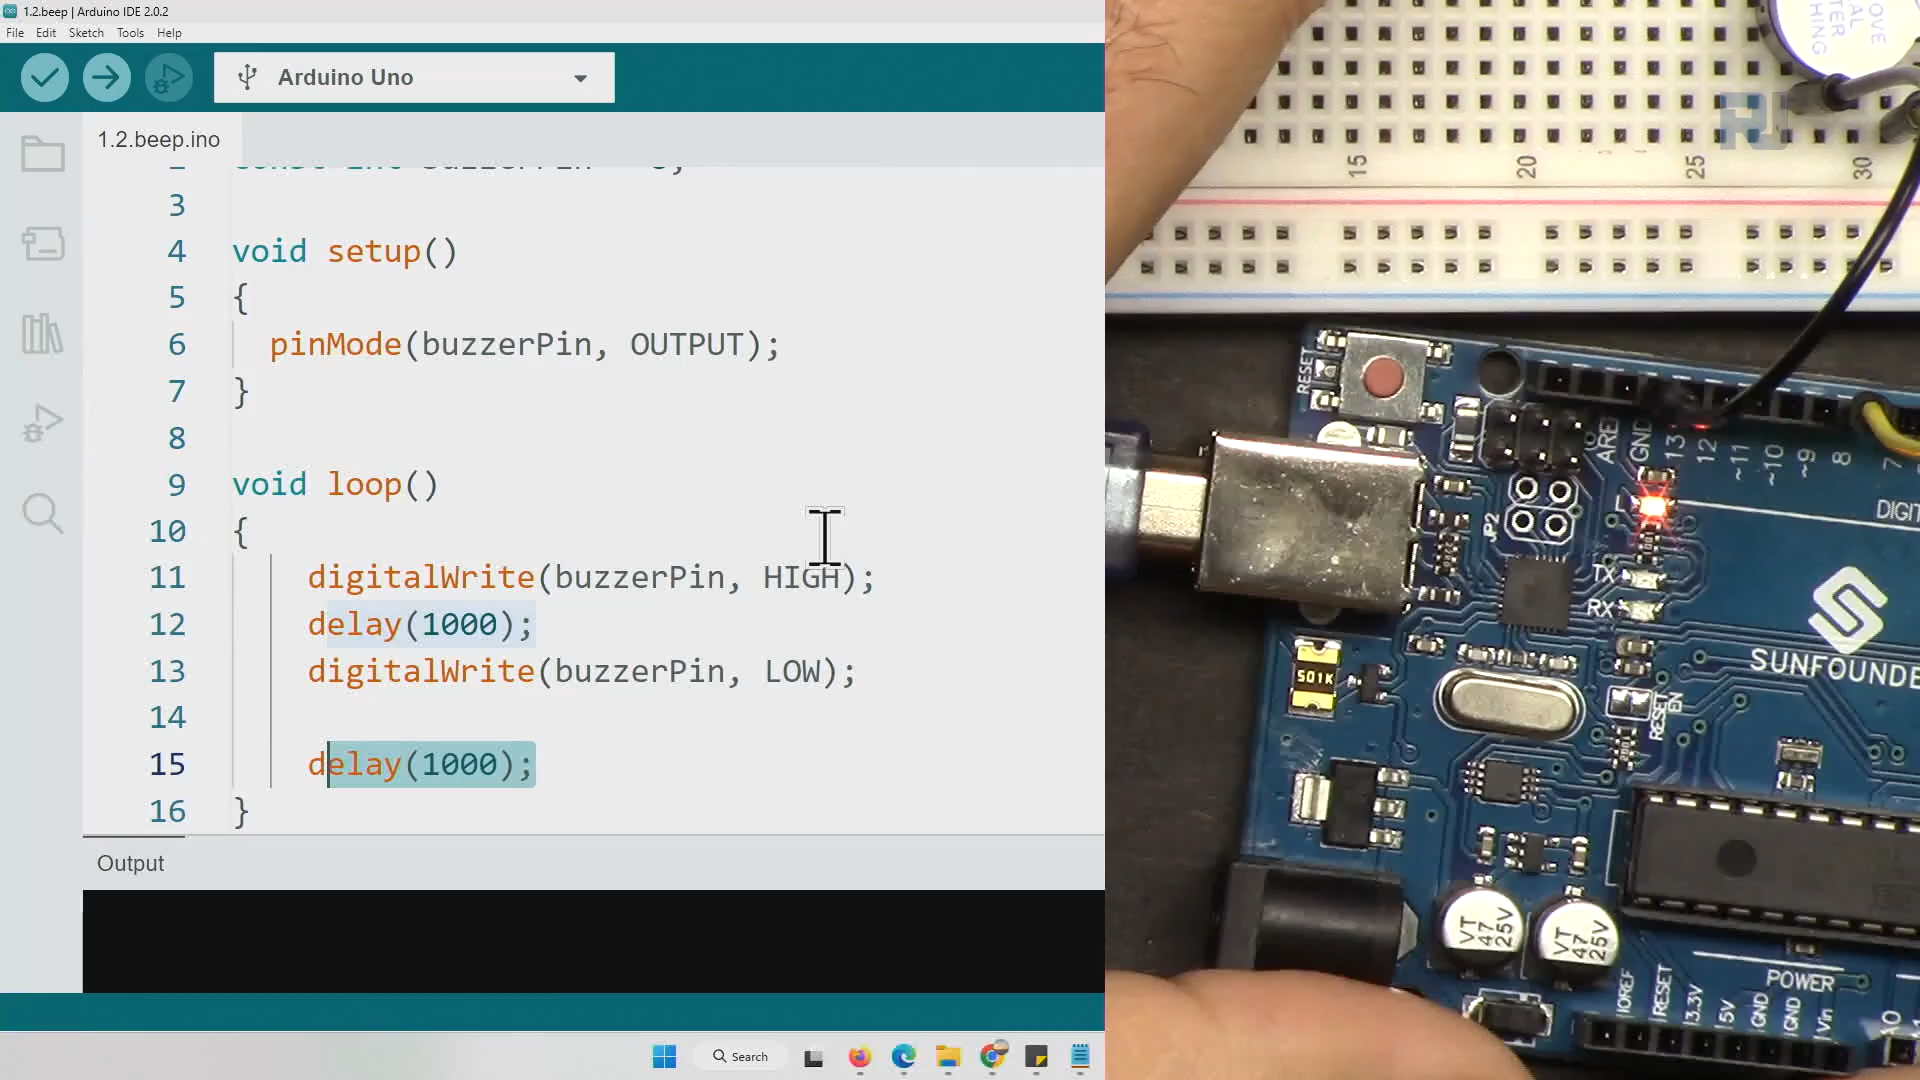 1.2.beep | Arduino IDE 2.0.2
File Edit Sketch Tools Help
Arduino Uno
1.2.beep.ino
3
4 void setup()
5 {
6 pinMode(buzzerPin, OUTPUT);
7 }
8
9 void loop()
10 {
11 digitalWrite(buzzerPin, HIGH);
12 delay(1000);
13 digitalWrite(buzzerPin, LOW);
14
15 delay(1000);
16 }
Output
Search
15 20 25 30
RESET
GND 13 12 ~11 ~10 ~9 8 7
L
JP2
TX
RX
501K
RESET EN
VT 47 25V
VT 47 25V
POWER
IOREF RESET 3.3V 5V GND GND Vin A0